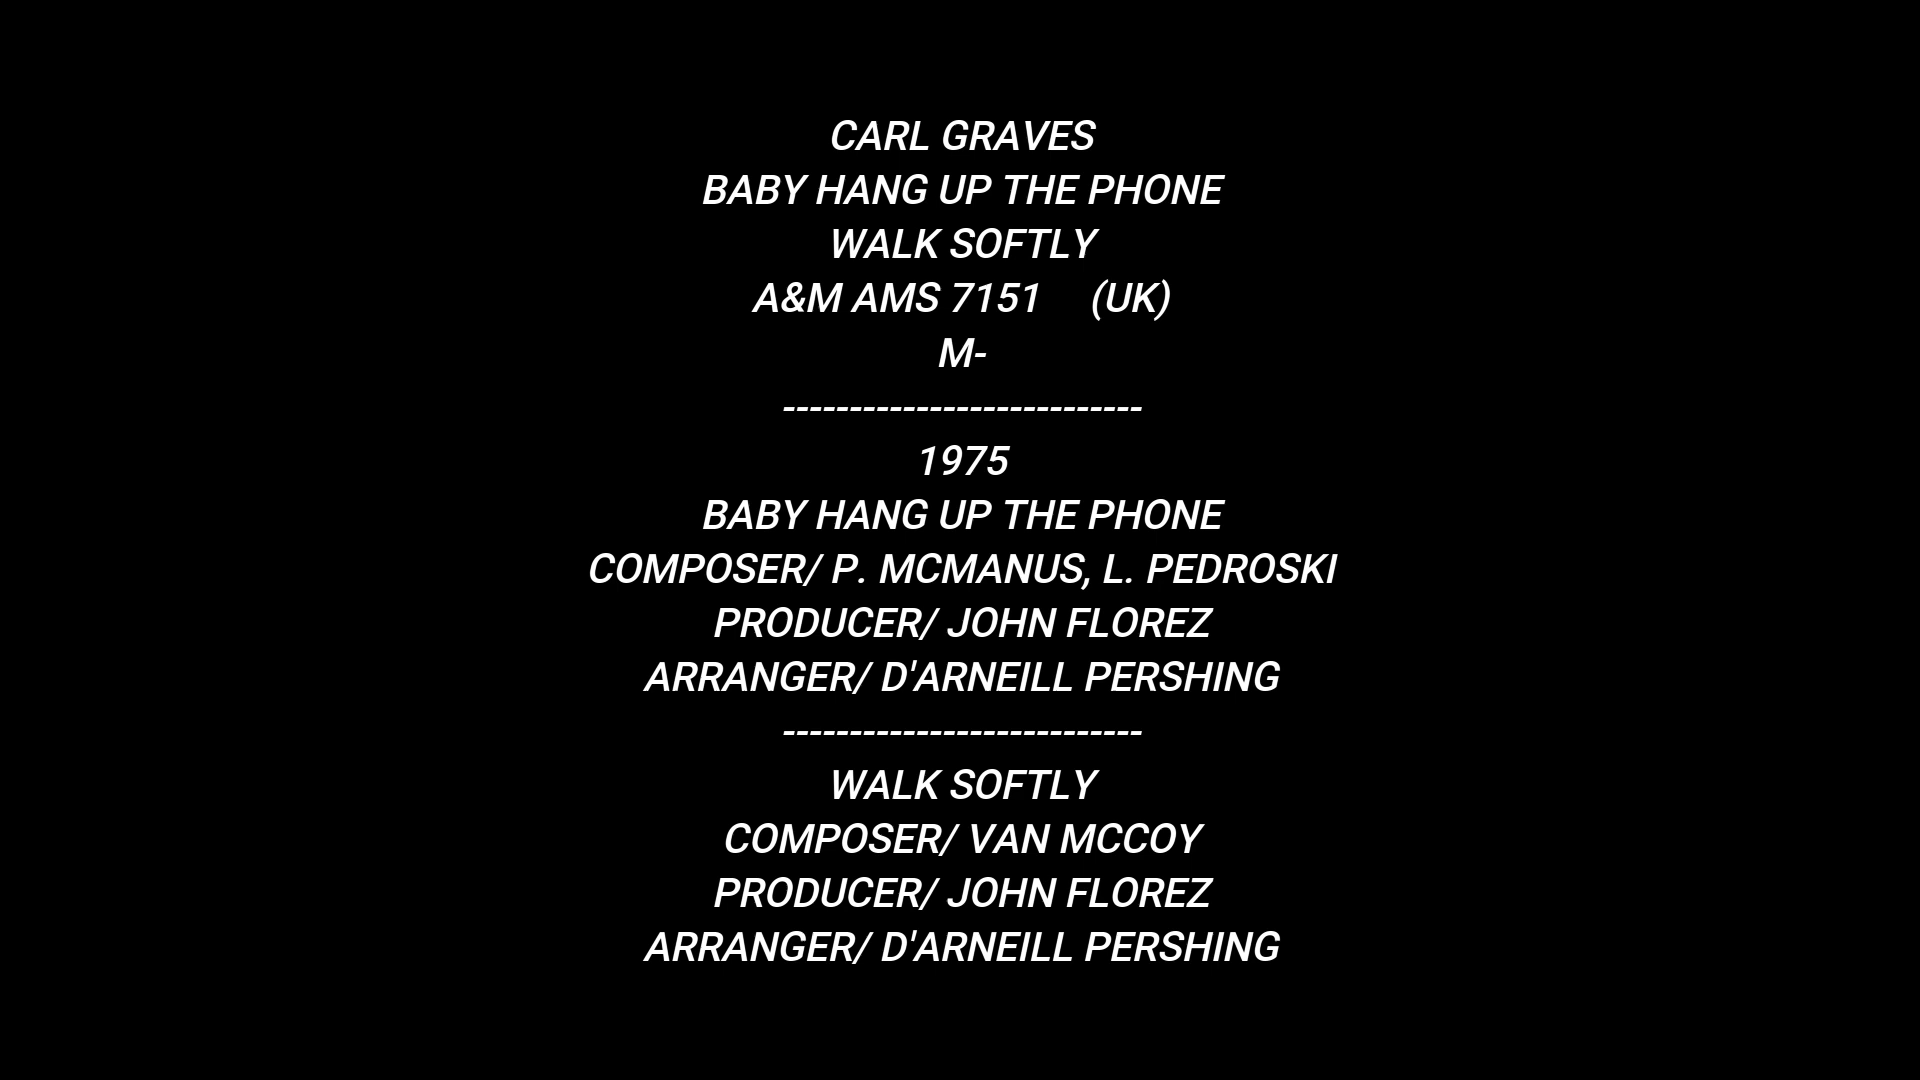 CARL GRAVES
BABY HANG UP THE PHONE
WALK SOFTLY
A&M AMS 7151 (UK)
M-
---------------------------
1975
BABY HANG UP THE PHONE
COMPOSER/ P. MCMANUS, L. PEDROSKI
PRODUCER/ JOHN FLOREZ
ARRANGER/ D'ARNEILL PERSHING
---------------------------
WALK SOFTLY
COMPOSER/ VAN MCCOY
PRODUCER/ JOHN FLOREZ
ARRANGER/ D'ARNEILL PERSHING